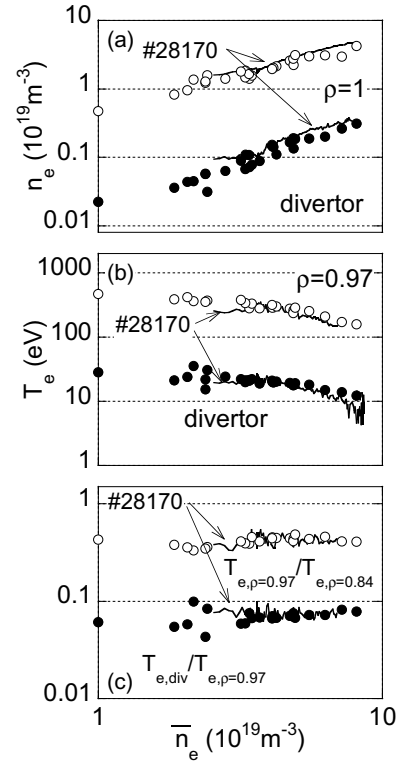 (a)
#28170
ρ=1
divertor
n_e (10^19 m^-3)
10
1
0.1
0.01
(b)
ρ=0.97
#28170
divertor
T_e (eV)
1000
100
10
1
#28170
T_e,ρ=0.97/T_e,ρ=0.84
T_e,div/T_e,ρ=0.97
(c)
1
0.1
0.01
1
10
n̅_e (10^19 m^-3)